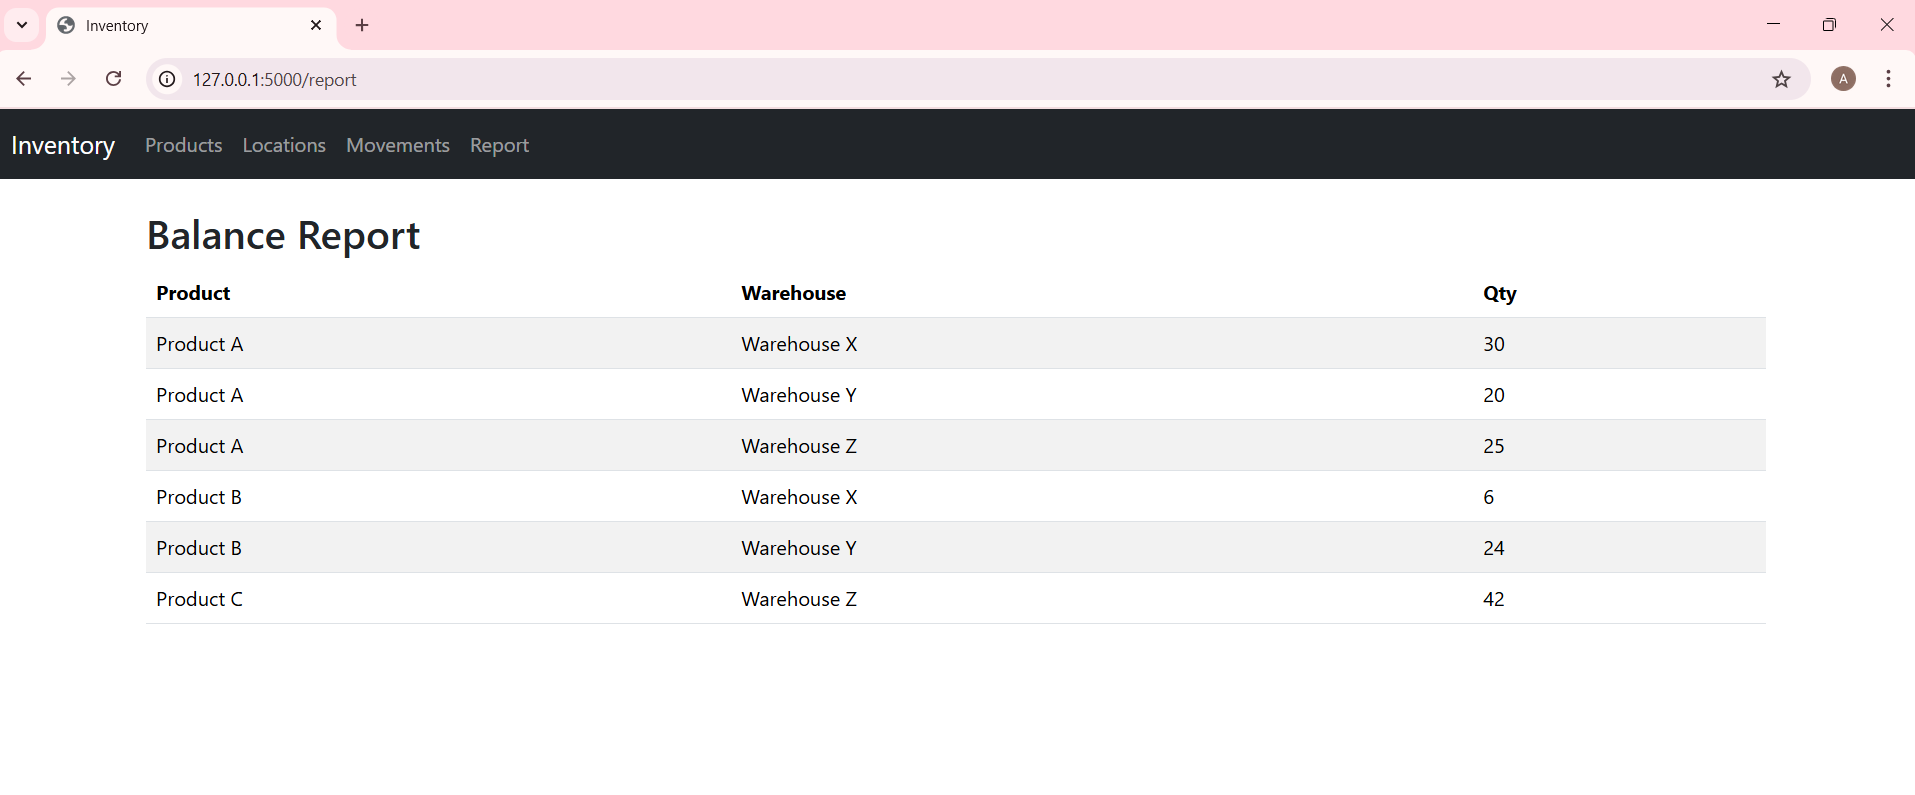 Inventory
127.0.0.1:5000/report
A
Inventory Products Locations Movements Report
Balance Report
Product Warehouse Qty
Product A Warehouse X 30
Product A Warehouse Y 20
Product A Warehouse Z 25
Product B Warehouse X 6
Product B Warehouse Y 24
Product C Warehouse Z 42